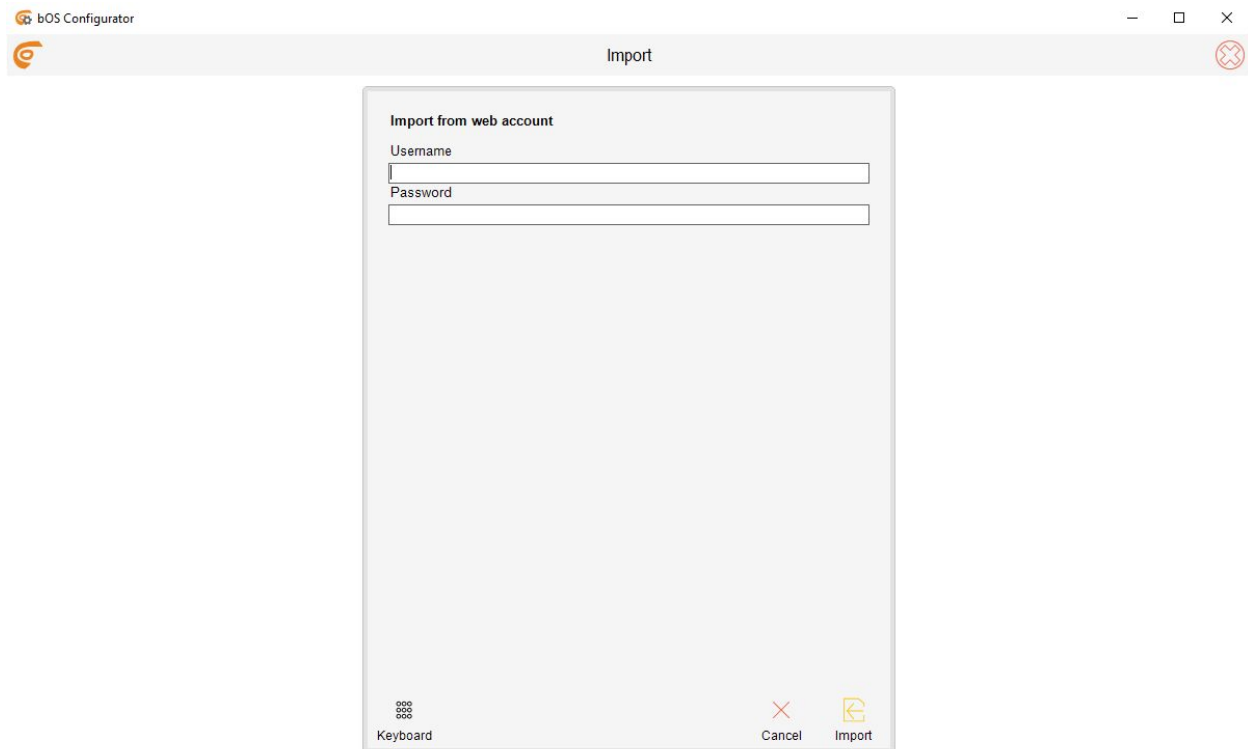 bOS Configurator
Import
Import from web account
Username
Password
Keyboard Cancel Import